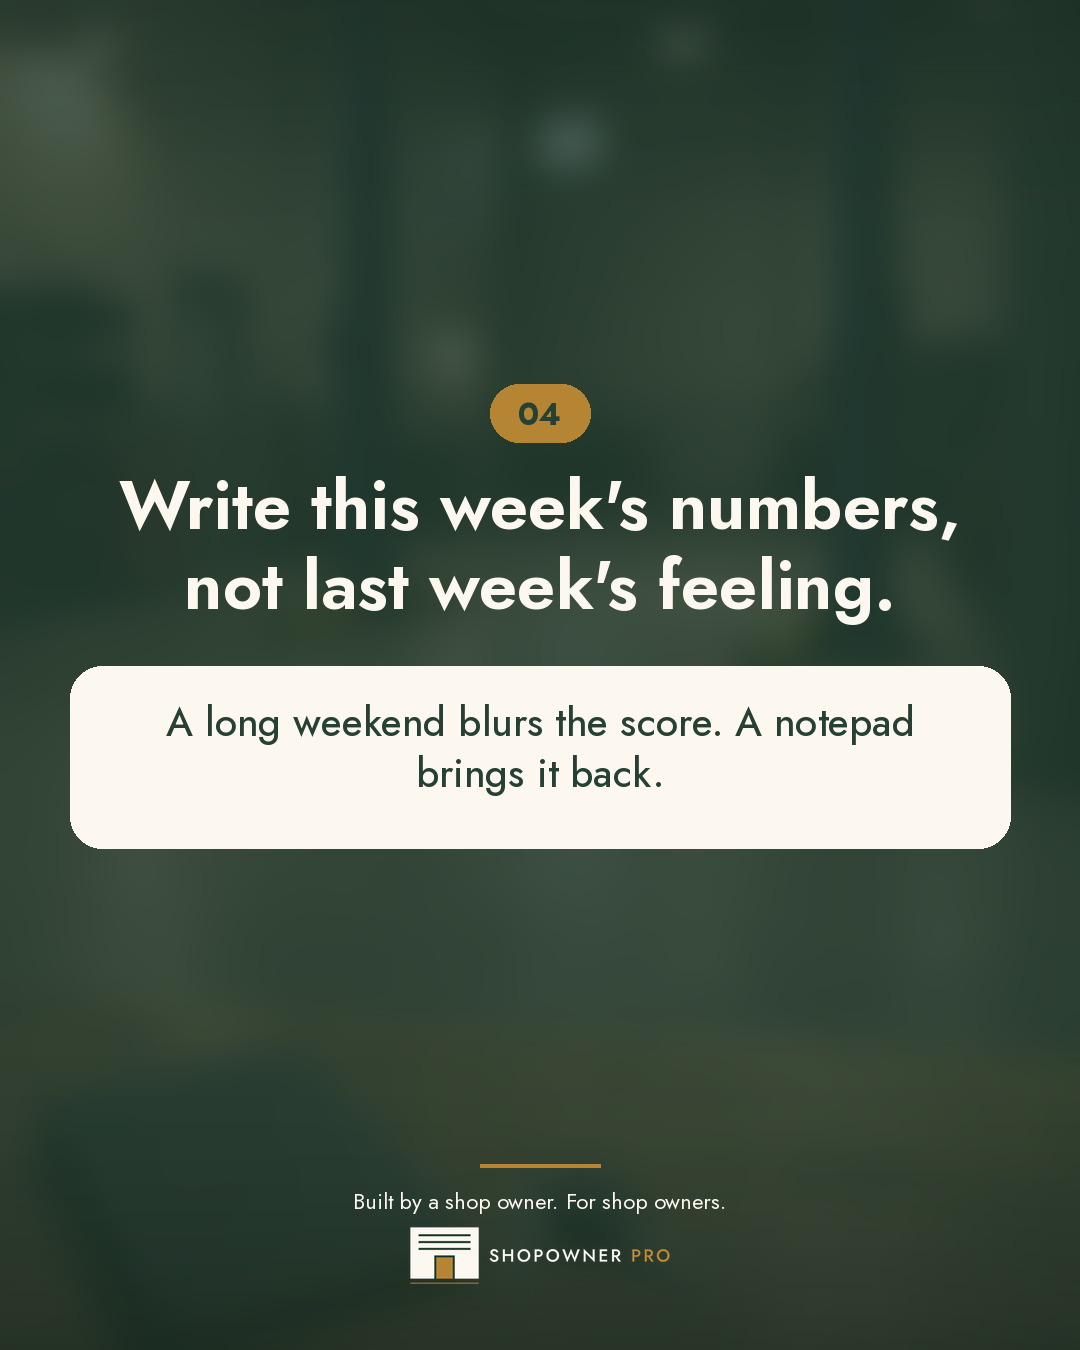 04
Write this week's numbers,
not last week's feeling.
A long weekend blurs the score. A notepad
brings it back.
Built by a shop owner. For shop owners.
SHOPOWNER PRO